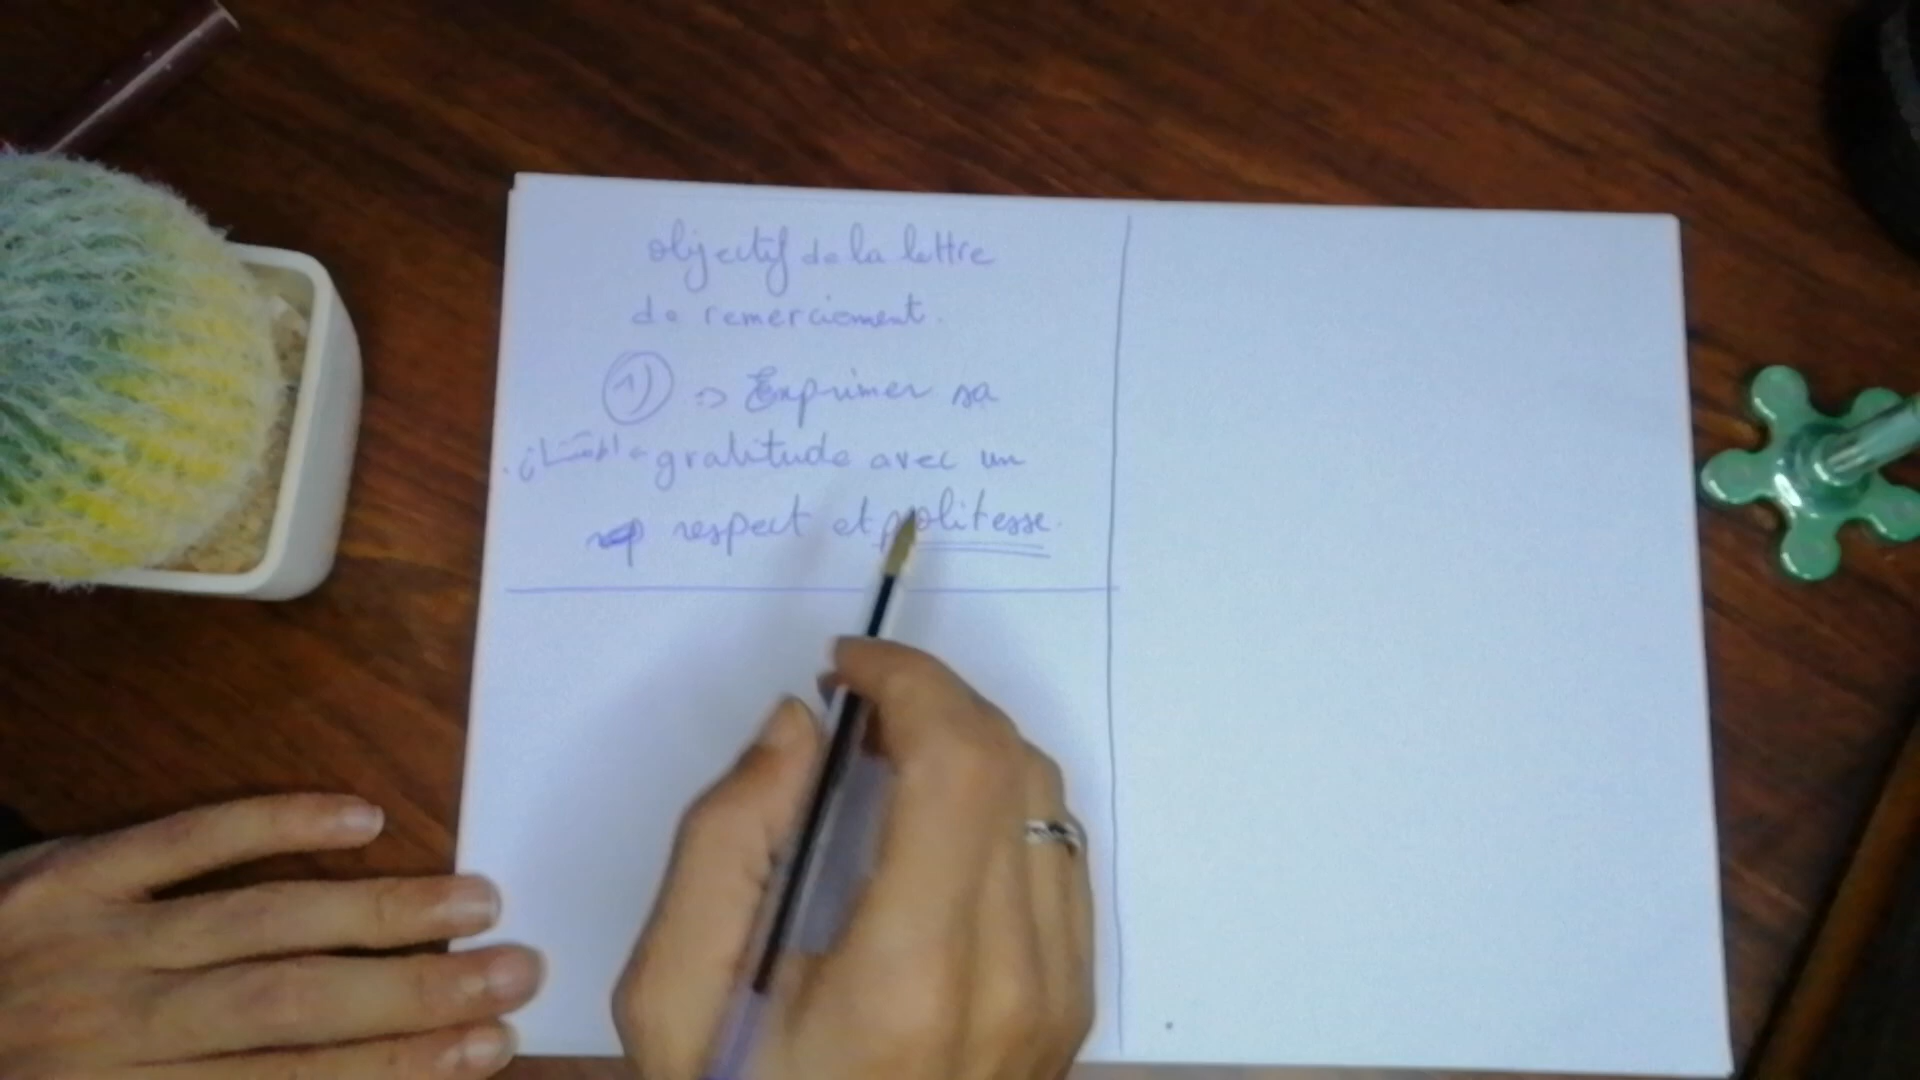 objectif de la lettre
de remerciement.
1) => Exprimer sa
gratitude avec un
respect et politesse.